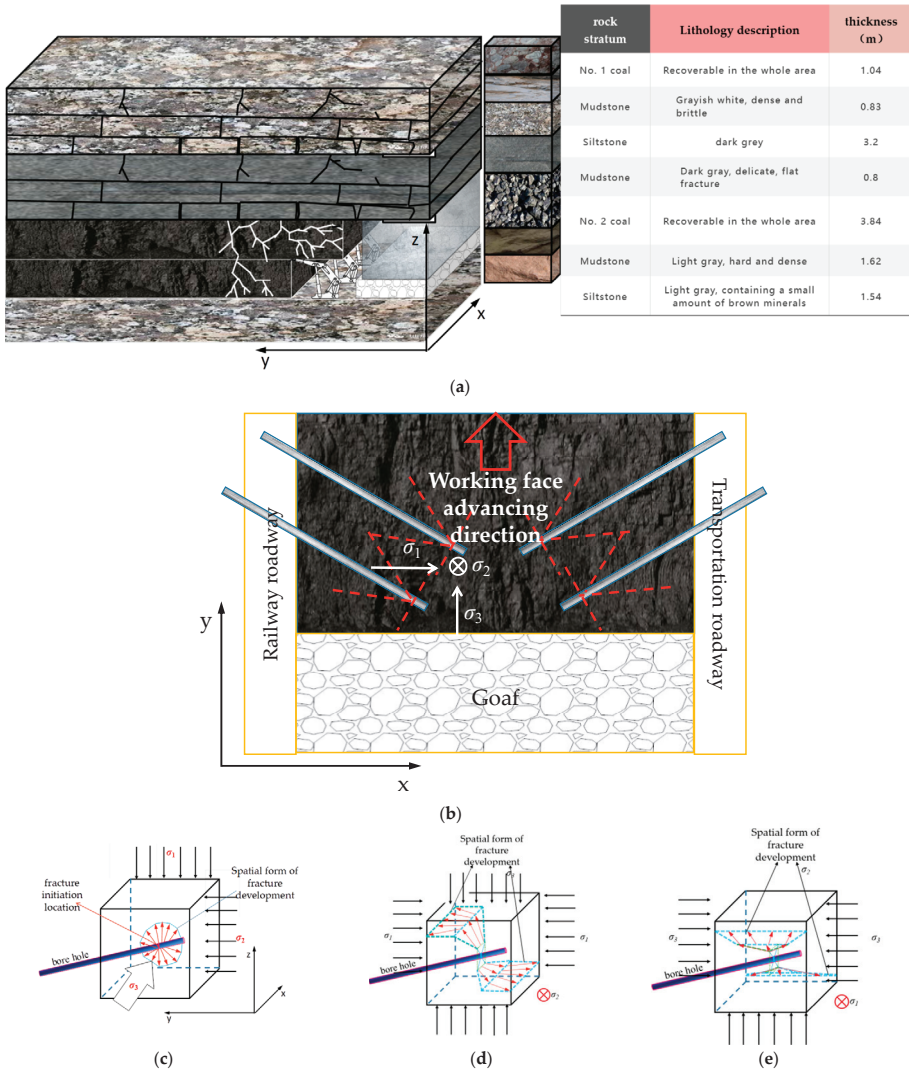 rock stratum Lithology description thickness (m)
No. 1 coal Recoverable in the whole area 1.04
Mudstone Grayish white, dense and brittle 0.83
Siltstone dark grey 3.2
Mudstone Dark gray, delicate, flat fracture 0.8
No. 2 coal Recoverable in the whole area 3.84
Mudstone Light gray, hard and dense 1.62
Siltstone Light gray, containing a small amount of brown minerals 1.54
z
x
y
(a)
Railway roadway
Working face
advancing
direction
Transportation roadway
σ1
σ2
σ3
y
Goaf
x
(b)
σ1
fracture
initiation
location
Spatial form of
fracture
development
σ2
bore hole
σ3
z
x
y
(c)
Spatial form of
fracture
development
σ1
σ1
bore hole
σ2
(d)
Spatial form of
fracture
development
σ2
σ3
σ3
bore hole
σ1
(e)